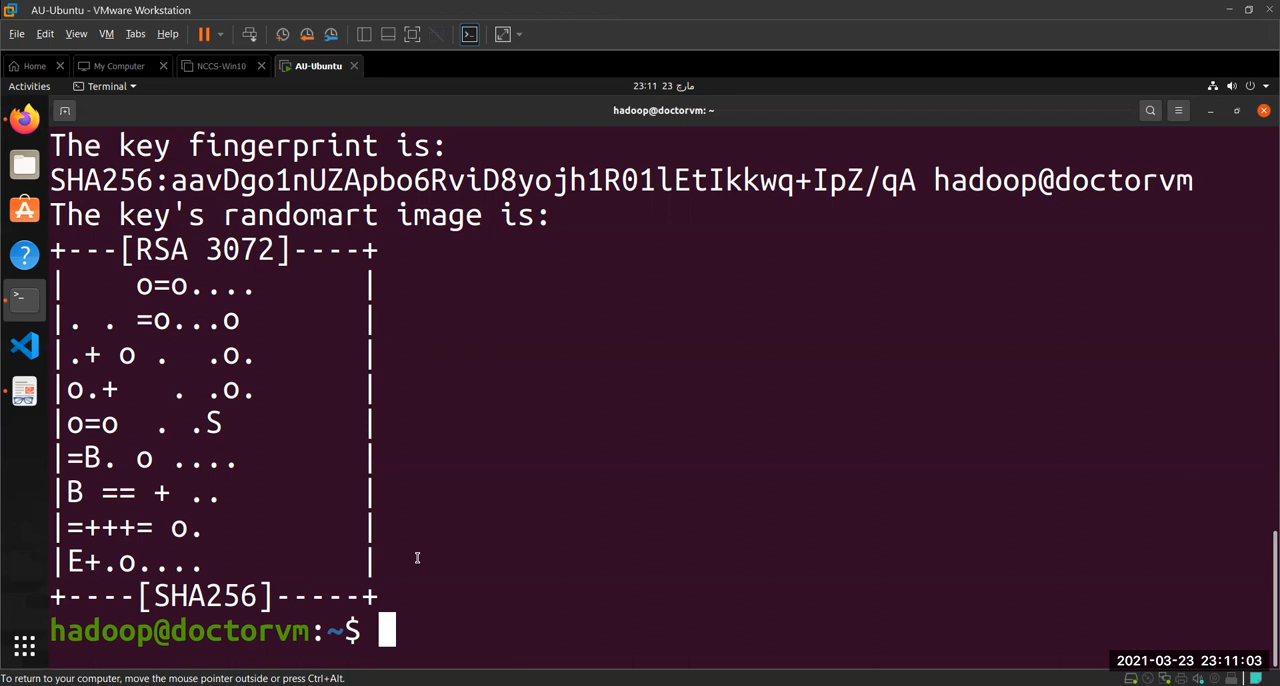 AU-Ubuntu - VMware Workstation
File Edit View VM Tabs Help
Home My Computer NCCS-Win10 AU-Ubuntu
Activities Terminal 23:11 23 مارچ
hadoop@doctorvm: ~
The key fingerprint is:
SHA256:aavDgo1nUZApbo6RviD8yojh1R01lEtIkkwq+IpZ/qA hadoop@doctorvm
The key's randomart image is:
+---[RSA 3072]----+
|    o=o....      |
|. . =o...o       |
|.+ o .  .o.      |
|o.+   . .o.      |
|o=o  . .S        |
|=B. o ....       |
|B == + ..        |
|=+++= o.         |
|E+.o....         |
+----[SHA256]-----+
hadoop@doctorvm:~$
2021-03-23 23:11:03
To return to your computer, move the mouse pointer outside or press Ctrl+Alt.